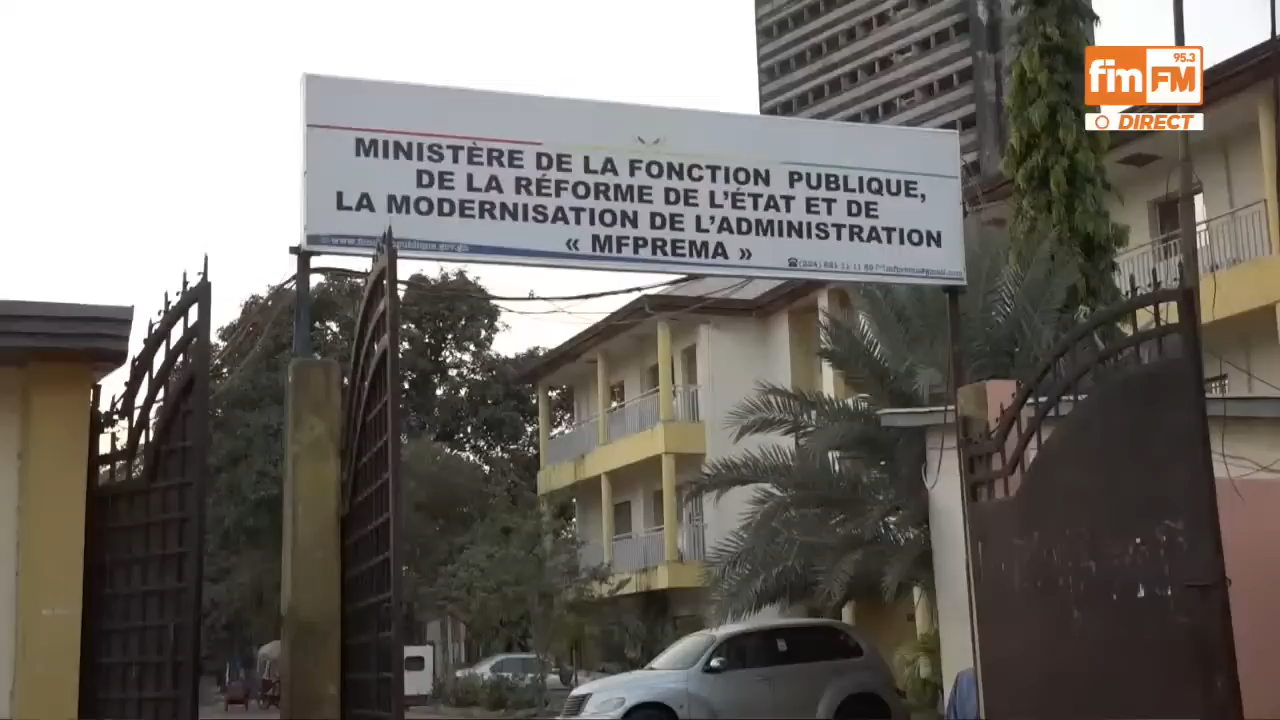 fim FM 95.3
DIRECT
MINISTÈRE DE LA FONCTION PUBLIQUE,
DE LA RÉFORME DE L'ÉTAT ET DE
LA MODERNISATION DE L'ADMINISTRATION
« MFPREMA »